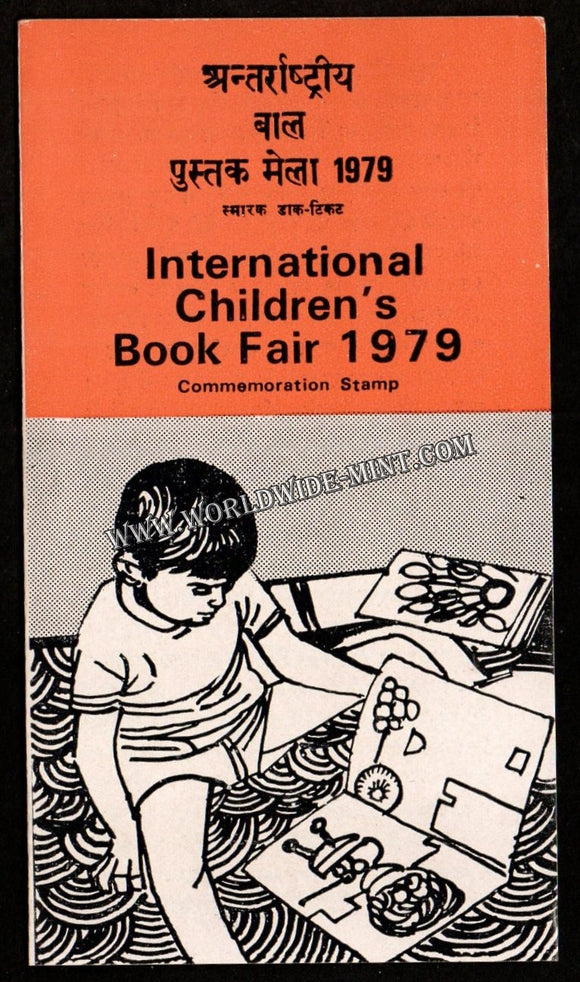 अन्तर्राष्ट्रीय
बाल
पुस्तक मेला 1979
स्मारक डाक-टिकट
International
Children's
Book Fair 1979
Commemoration Stamp
WWW.WORLDWIDE-MINT.COM